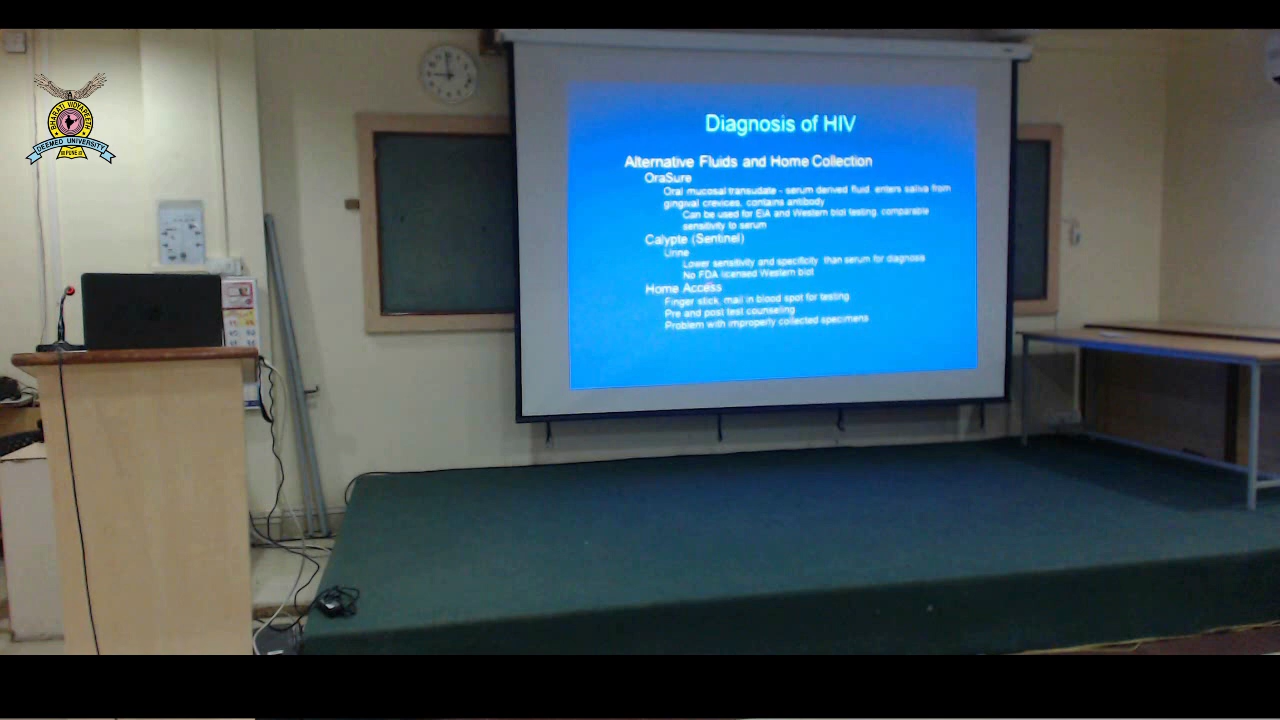 BHARATI VIDYAPEETH
DEEMED UNIVERSITY
Diagnosis of HIV
Alternative Fluids and Home Collection
OraSure
Oral mucosal transudate - serum derived fluid, enters saliva from
gingival crevices, contains antibody
Can be used for EIA and Western blot testing, comparable
sensitivity to serum
Calypte (Sentinel)
Urine
Lower sensitivity and specificity than serum for diagnosis
No FDA licensed Western blot
Home Access
Finger stick, mail in blood spot for testing
Pre and post test counseling
Problem with improperly collected specimens